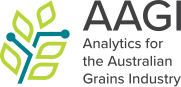 AAGI
Analytics for
the Australian
Grains Industry